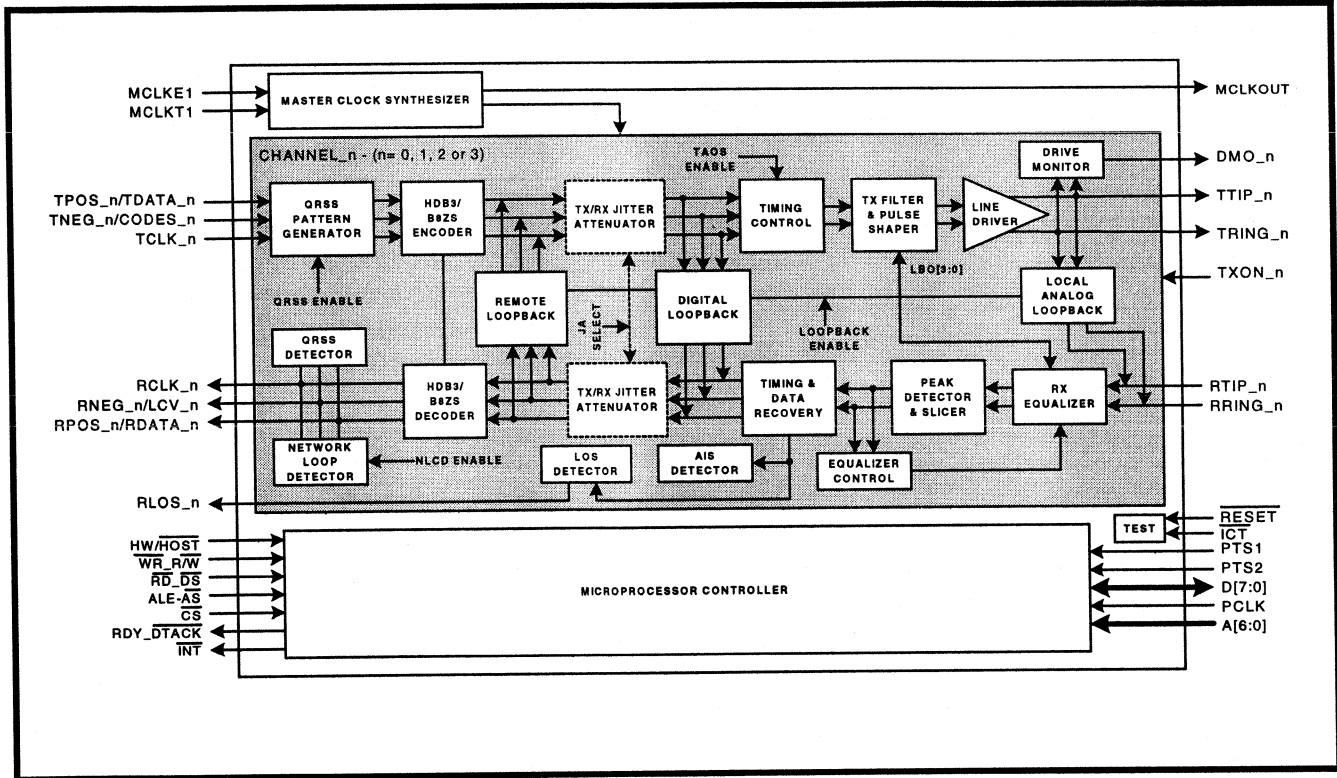 MCLKE1
MCLKT1
MASTER CLOCK SYNTHESIZER
MCLKOUT
CHANNEL_n - (n= 0, 1, 2 or 3)
TAOS
ENABLE
DRIVE
MONITOR
DMO_n
TPOS_n/TDATA_n
TNEG_n/CODES_n
TCLK_n
QRSS
PATTERN
GENERATOR
HDB3/
B8ZS
ENCODER
TX/RX JITTER
ATTENUATOR
TIMING
CONTROL
TX FILTER
& PULSE
SHAPER
LINE
DRIVER
TTIP_n
TRING_n
TXON_n
QRSS ENABLE
REMOTE
LOOPBACK
JA
SELECT
DIGITAL
LOOPBACK
LOOPBACK
ENABLE
LBO[3:0]
LOCAL
ANALOG
LOOPBACK
QRSS
DETECTOR
RCLK_n
RNEG_n/LCV_n
RPOS_n/RDATA_n
HDB3/
B8ZS
DECODER
TX/RX JITTER
ATTENUATOR
TIMING &
DATA
RECOVERY
PEAK
DETECTOR
& SLICER
RX
EQUALIZER
RTIP_n
RRING_n
NETWORK
LOOP
DETECTOR
NLCD ENABLE
LOS
DETECTOR
AIS
DETECTOR
EQUALIZER
CONTROL
RLOS_n
TEST
RESET
ICT
HW/HOST
WR_R/W
RD_DS
ALE-AS
CS
RDY_DTACK
INT
MICROPROCESSOR CONTROLLER
PTS1
PTS2
D[7:0]
PCLK
A[6:0]